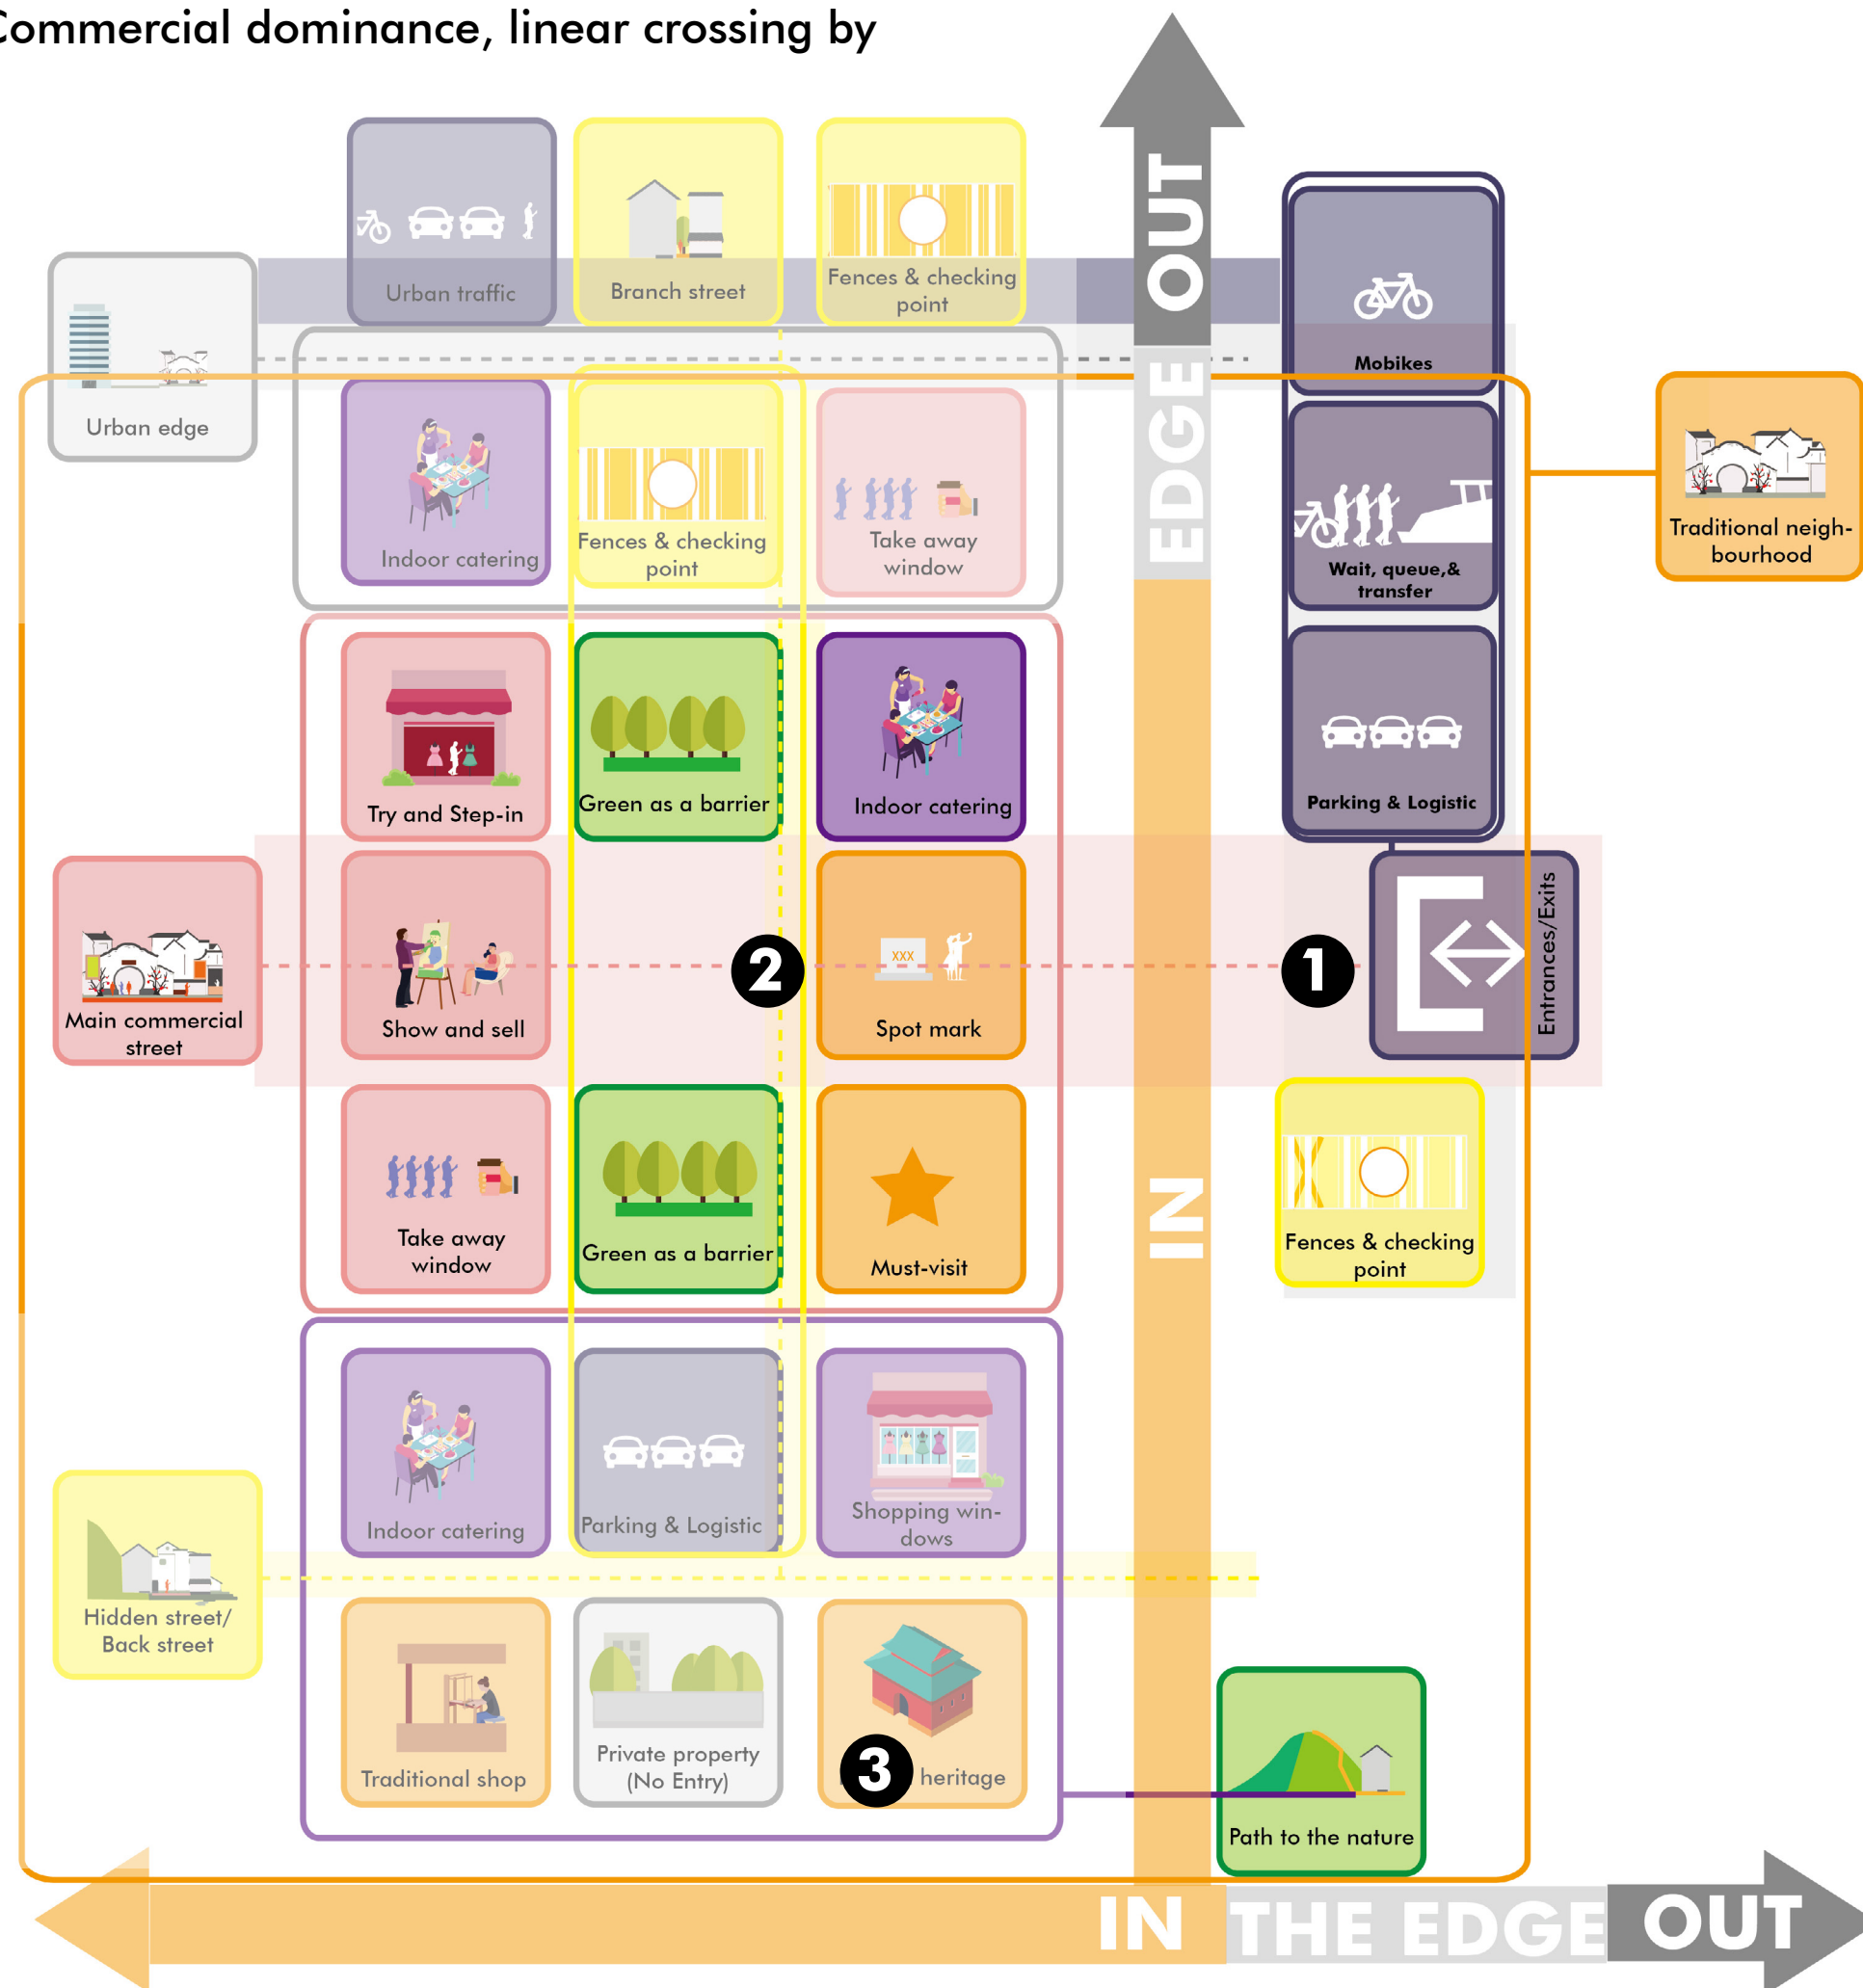 Commercial dominance, linear crossing by
OUT
Urban traffic
Branch street
Fences & checking
point
Mobikes
Urban edge
EDGE
Indoor catering
Fences & checking
point
Take away
window
Wait, queue,&
transfer
Traditional neigh-
bourhood
Try and Step-in
Green as a barrier
Indoor catering
Parking & Logistic
Main commercial
street
Show and sell
2
XXX
Spot mark
1
Entrances/Exits
Take away
window
Green as a barrier
Must-visit
IN
Fences & checking
point
Indoor catering
Parking & Logistic
Shopping win-
dows
Hidden street/
Back street
Traditional shop
Private property
(No Entry)
3
heritage
Path to the nature
IN
THE EDGE
OUT